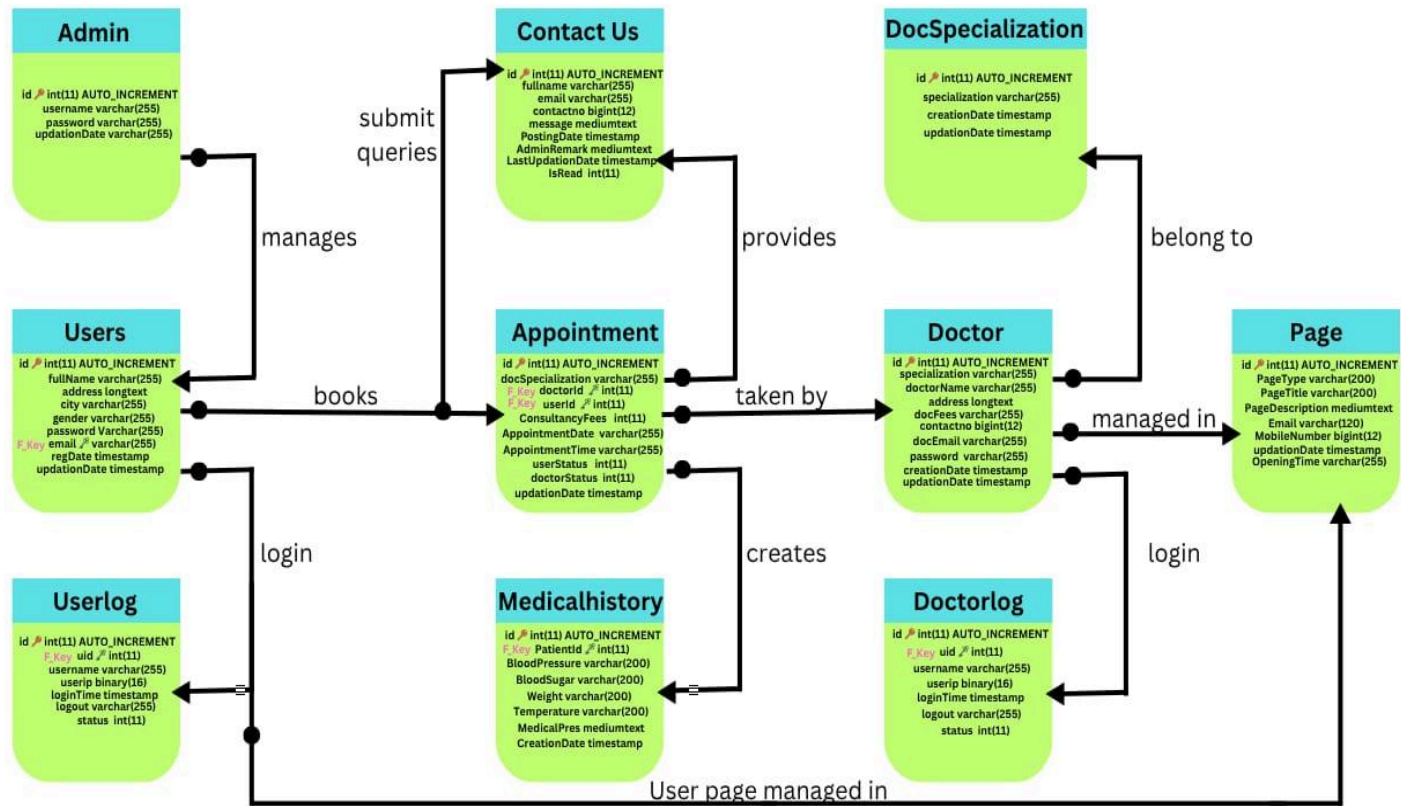 Admin
id int(11) AUTO_INCREMENT
username varchar(255)
password varchar(255)
updationDate varchar(255)
Contact Us
id int(11) AUTO_INCREMENT
fullname varchar(255)
email varchar(255)
contactno bigint(12)
message mediumtext
PostingDate timestamp
AdminRemark mediumtext
LastUpdationDate timestamp
IsRead int(11)
DocSpecialization
id int(11) AUTO_INCREMENT
specialization varchar(255)
creationDate timestamp
updationDate timestamp
submit
queries
manages
provides
belong to
Users
id int(11) AUTO_INCREMENT
fullName varchar(255)
address longtext
city varchar(255)
gender varchar(255)
password Varchar(255)
F_Key email varchar(255)
regDate timestamp
updationDate timestamp
books
Appointment
id int(11) AUTO_INCREMENT
docSpecialization varchar(255)
F_Key doctorId int(11)
F_Key userId int(11)
ConsultancyFees int(11)
AppointmentDate varchar(255)
AppointmentTime varchar(255)
userStatus int(11)
doctorStatus int(11)
updationDate timestamp
taken by
Doctor
id int(11) AUTO_INCREMENT
specialization varchar(255)
doctorName varchar(255)
address longtext
docFees varchar(255)
contactno bigint(12)
docEmail varchar(255)
password varchar(255)
creationDate timestamp
updationDate timestamp
managed in
Page
id int(11) AUTO_INCREMENT
PageType varchar(200)
PageTitle varchar(200)
PageDescription mediumtext
Email varchar(120)
MobileNumber bigint(12)
updationDate timestamp
OpeningTime varchar(255)
login
creates
login
Userlog
id int(11) AUTO_INCREMENT
F_Key uid int(11)
username varchar(255)
userip binary(16)
loginTime timestamp
logout varchar(255)
status int(11)
Medicalhistory
id int(11) AUTO_INCREMENT
F_Key PatientId int(11)
BloodPressure varchar(200)
BloodSugar varchar(200)
Weight varchar(200)
Temperature varchar(200)
MedicalPres mediumtext
CreationDate timestamp
Doctorlog
id int(11) AUTO_INCREMENT
F_Key uid int(11)
username varchar(255)
userip binary(16)
loginTime timestamp
logout varchar(255)
status int(11)
User page managed in